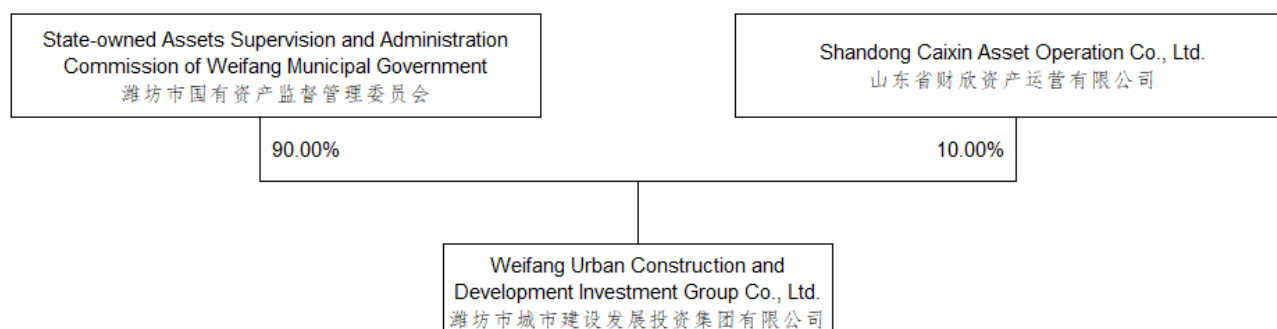 State-owned Assets Supervision and Administration
Commission of Weifang Municipal Government
潍坊市国有资产监督管理委员会
Shandong Caixin Asset Operation Co., Ltd.
山东省财欣资产运营有限公司
90.00%
10.00%
Weifang Urban Construction and
Development Investment Group Co., Ltd.
潍坊市城市建设发展投资集团有限公司